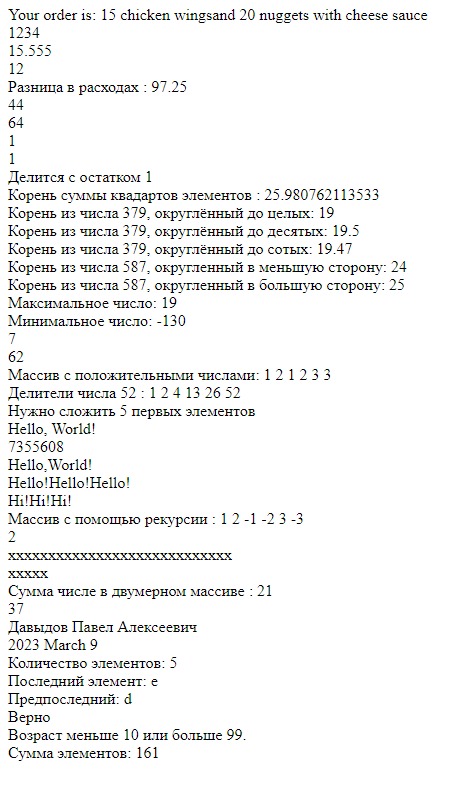 Your order is: 15 chicken wingsand 20 nuggets with cheese sauce
1234
15.555
12
Разница в расходах : 97.25
44
64
1
1
Делится с остатком 1
Корень суммы квадартов элементов : 25.980762113533
Корень из числа 379, округлённый до целых: 19
Корень из числа 379, округлённый до десятых: 19.5
Корень из числа 379, округлённый до сотых: 19.47
Корень из числа 587, округленный в меньшую сторону: 24
Корень из числа 587, округленный в большую сторону: 25
Максимальное число: 19
Минимальное число: -130
7
62
Массив с положительными числами: 1 2 1 2 3 3
Делители числа 52 : 1 2 4 13 26 52
Нужно сложить 5 первых элементов
Hello, World!
7355608
Hello,World!
Hello!Hello!Hello!
Hi!Hi!Hi!
Массив с помощью рекурсии : 1 2 -1 -2 3 -3
2
xxxxxxxxxxxxxxxxxxxxxxxxxxxx
xxxxx
Сумма числе в двумерном массиве : 21
37
Давыдов Павел Алексеевич
2023 March 9
Количество элементов: 5
Последний элемент: e
Предпоследний: d
Верно
Возраст меньше 10 или больше 99.
Сумма элементов: 161